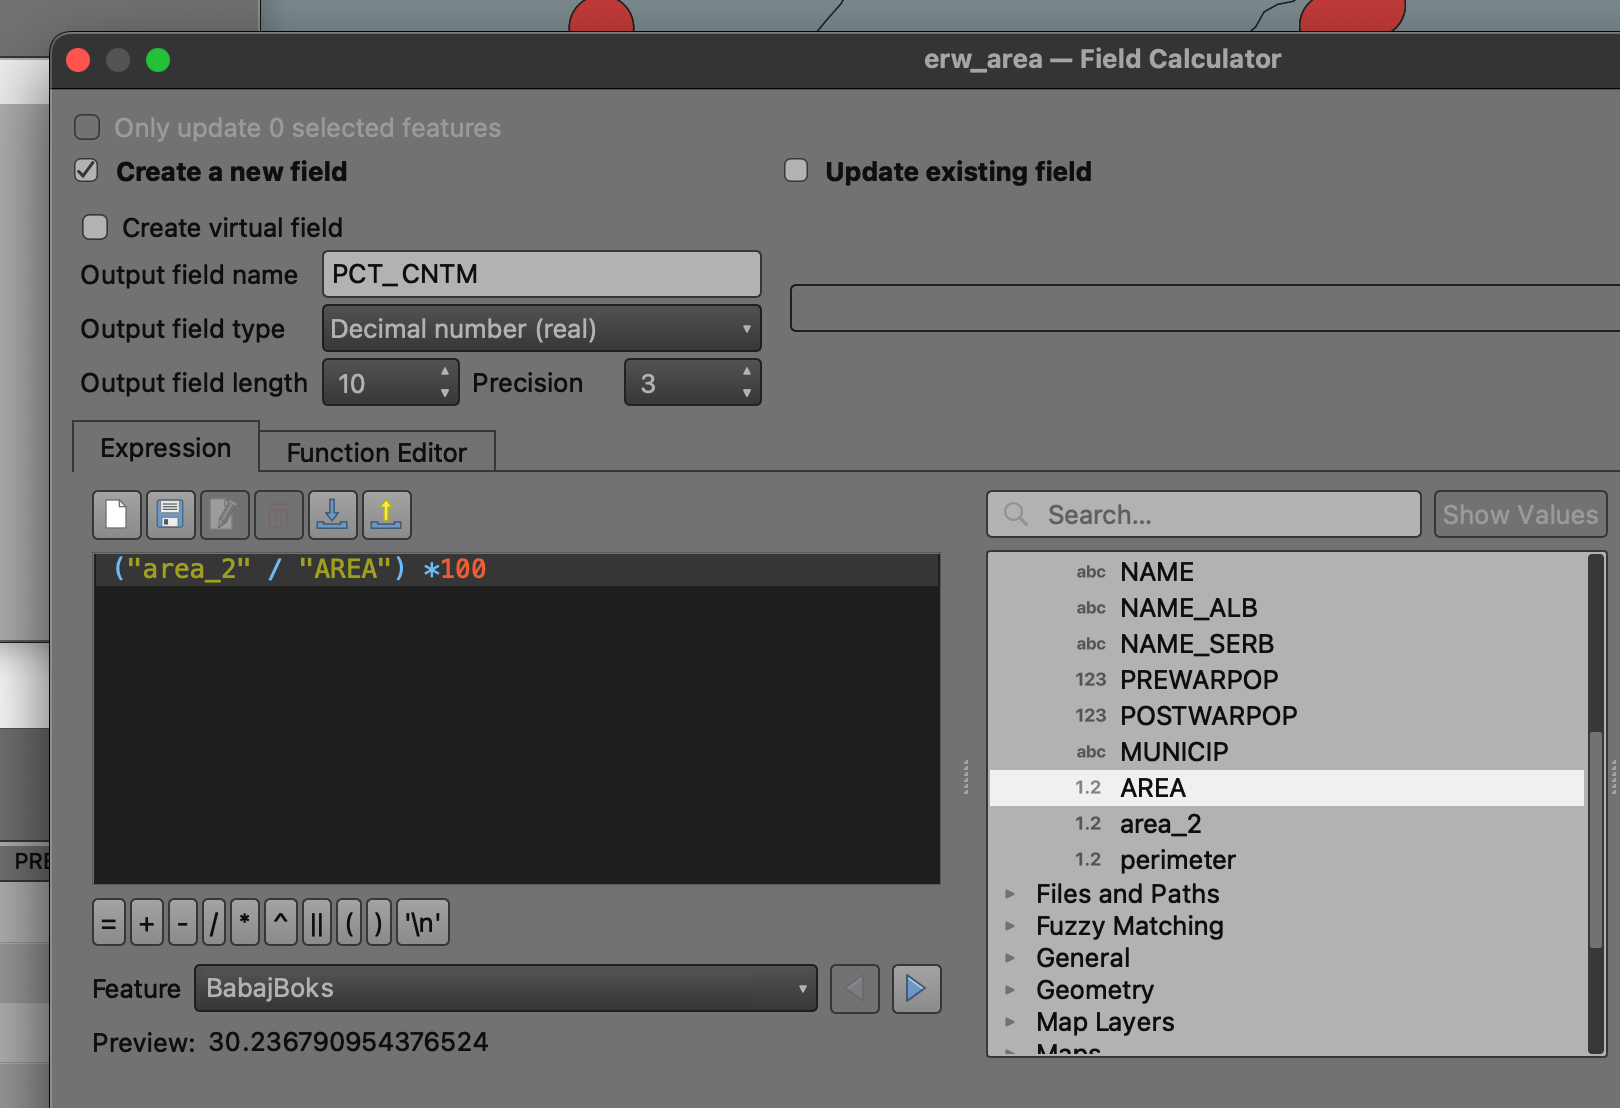 erw_area — Field Calculator
Only update 0 selected features
Create a new field
Update existing field
Create virtual field
Output field name PCT_CNTM
Output field type Decimal number (real)
Output field length 10 Precision 3
Expression Function Editor
Search... Show Values
("area_2" / "AREA") *100
abc NAME
abc NAME_ALB
abc NAME_SERB
123 PREWARPOP
123 POSTWARPOP
abc MUNICIP
1.2 AREA
1.2 area_2
1.2 perimeter
Files and Paths
Fuzzy Matching
General
Geometry
Map Layers
Maps
PRE
= + - / * ^ || ( ) '\n'
Feature BabajBoks
Preview: 30.236790954376524